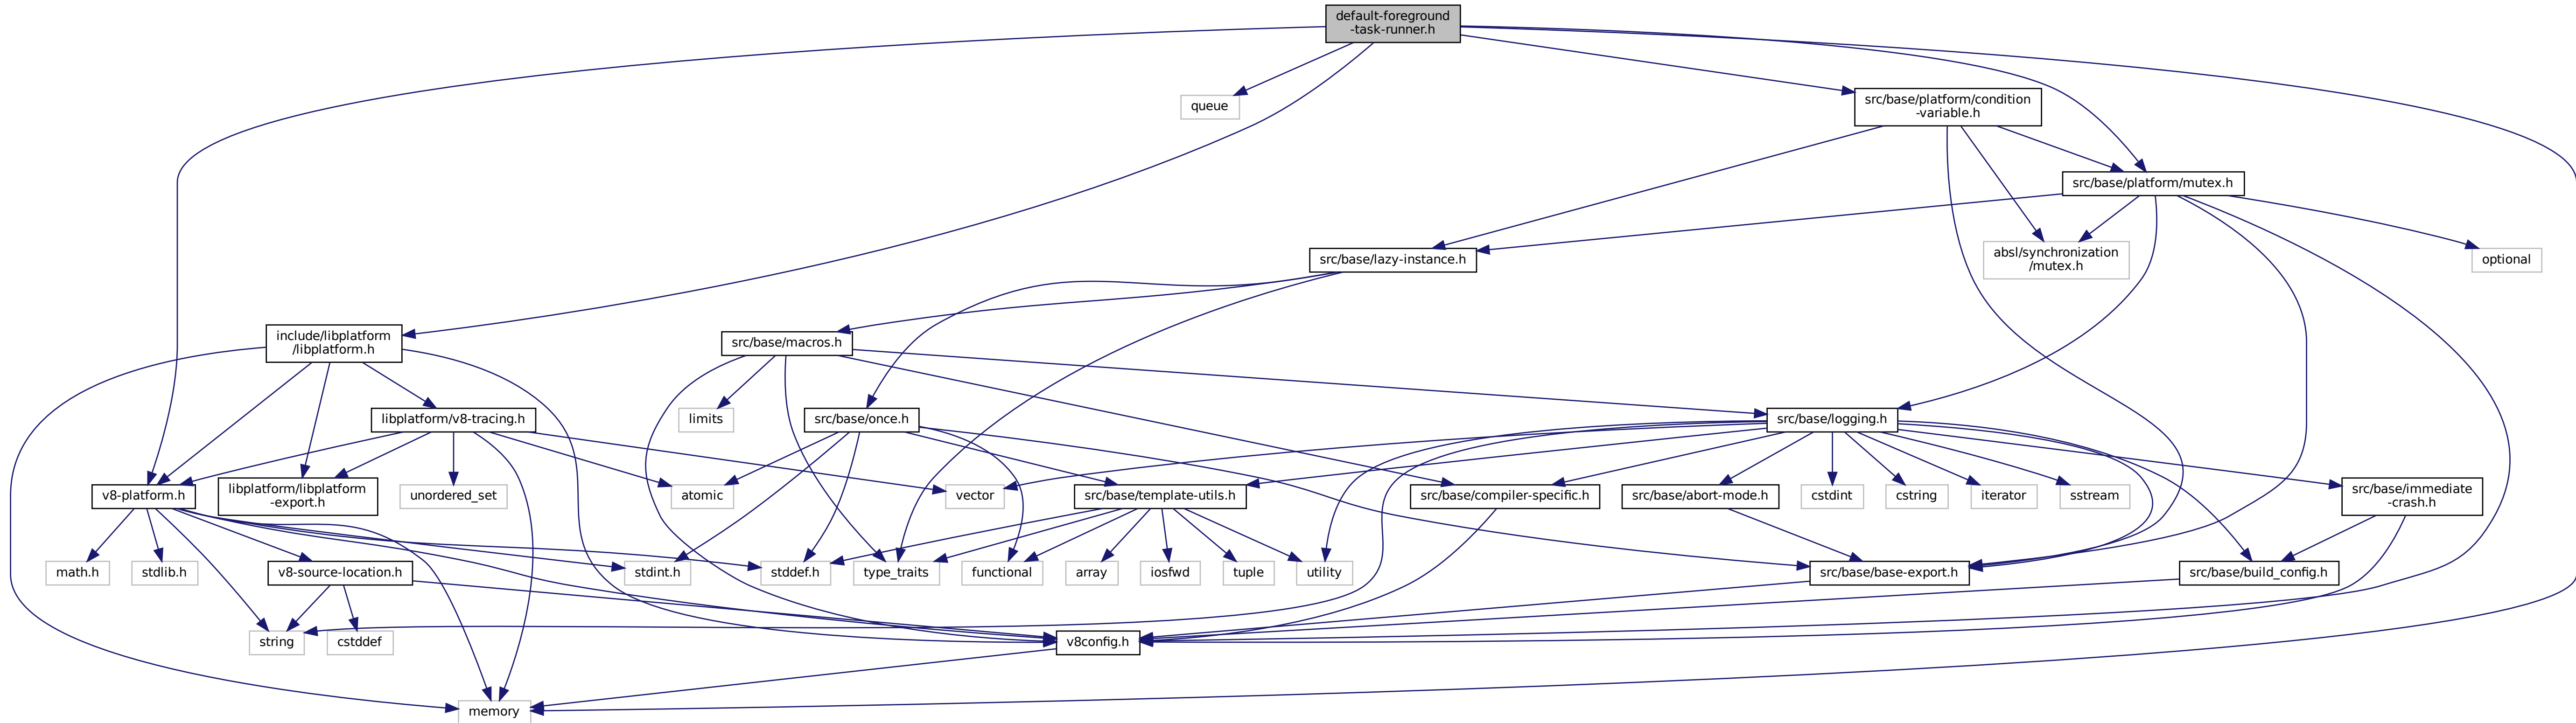 default-foreground
-task-runner.h
queue
src/base/platform/condition
-variable.h
src/base/platform/mutex.h
absl/synchronization
/mutex.h
optional
src/base/lazy-instance.h
include/libplatform
/libplatform.h
src/base/macros.h
libplatform/v8-tracing.h
limits
src/base/once.h
src/base/logging.h
v8-platform.h
libplatform/libplatform
-export.h
unordered_set
atomic
vector
src/base/template-utils.h
src/base/compiler-specific.h
src/base/abort-mode.h
cstdint
cstring
iterator
sstream
src/base/immediate
-crash.h
math.h
stdlib.h
v8-source-location.h
stdint.h
stddef.h
type_traits
functional
array
iosfwd
tuple
utility
src/base/base-export.h
src/base/build_config.h
string
cstddef
v8config.h
memory